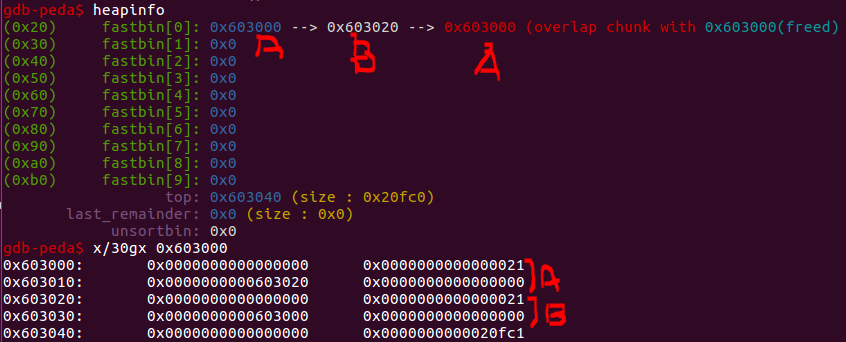 gdb-peda$ heapinfo
(0x20)     fastbin[0]: 0x603000 --> 0x603020 --> 0x603000 (overlap chunk with 0x603000(freed)
A B A
(0x30)     fastbin[1]: 0x0
(0x40)     fastbin[2]: 0x0
(0x50)     fastbin[3]: 0x0
(0x60)     fastbin[4]: 0x0
(0x70)     fastbin[5]: 0x0
(0x80)     fastbin[6]: 0x0
(0x90)     fastbin[7]: 0x0
(0xa0)     fastbin[8]: 0x0
(0xb0)     fastbin[9]: 0x0
top: 0x603040 (size : 0x20fc0)
last_remainder: 0x0 (size : 0x0)
unsortbin: 0x0
gdb-peda$ x/30gx 0x603000
0x603000:     0x0000000000000000     0x0000000000000021
0x603010:     0x0000000000603020     0x0000000000000000 A
0x603020:     0x0000000000000000     0x0000000000000021
0x603030:     0x0000000000603000     0x0000000000000000 B
0x603040:     0x0000000000000000     0x0000000000020fc1